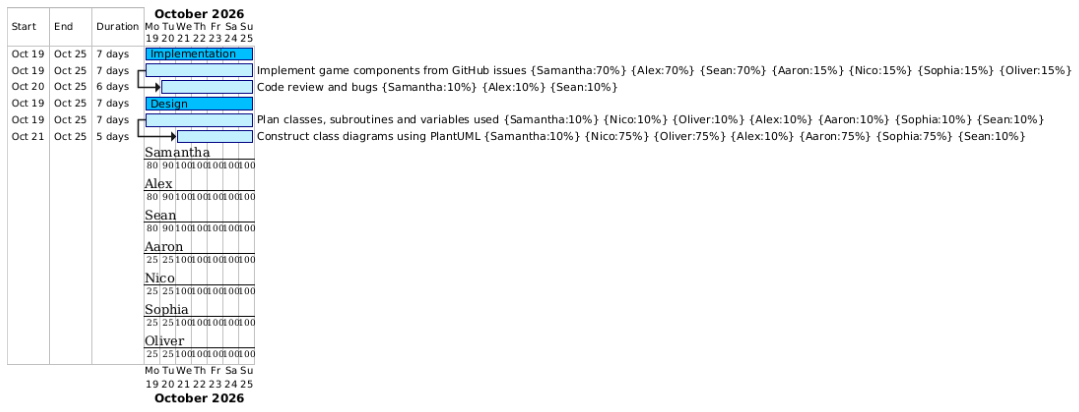 October 2026
Start End Duration Mo Tu We Th Fr Sa Su
19 20 21 22 23 24 25
Oct 19 Oct 25 7 days Implementation
Oct 19 Oct 25 7 days Implement game components from GitHub issues {Samantha:70%} {Alex:70%} {Sean:70%} {Aaron:15%} {Nico:15%} {Sophia:15%} {Oliver:15%}
Oct 20 Oct 25 6 days Code review and bugs {Samantha:10%} {Alex:10%} {Sean:10%}
Oct 19 Oct 25 7 days Design
Oct 19 Oct 25 7 days Plan classes, subroutines and variables used {Samantha:10%} {Nico:10%} {Oliver:10%} {Alex:10%} {Aaron:10%} {Sophia:10%} {Sean:10%}
Oct 21 Oct 25 5 days Construct class diagrams using PlantUML {Samantha:10%} {Nico:75%} {Oliver:75%} {Alex:10%} {Aaron:75%} {Sophia:75%} {Sean:10%}
Samantha
80 90 100 100 100 100 100
Alex
80 90 100 100 100 100 100
Sean
80 90 100 100 100 100 100
Aaron
25 25 100 100 100 100 100
Nico
25 25 100 100 100 100 100
Sophia
25 25 100 100 100 100 100
Oliver
25 25 100 100 100 100 100
Mo Tu We Th Fr Sa Su
19 20 21 22 23 24 25
October 2026